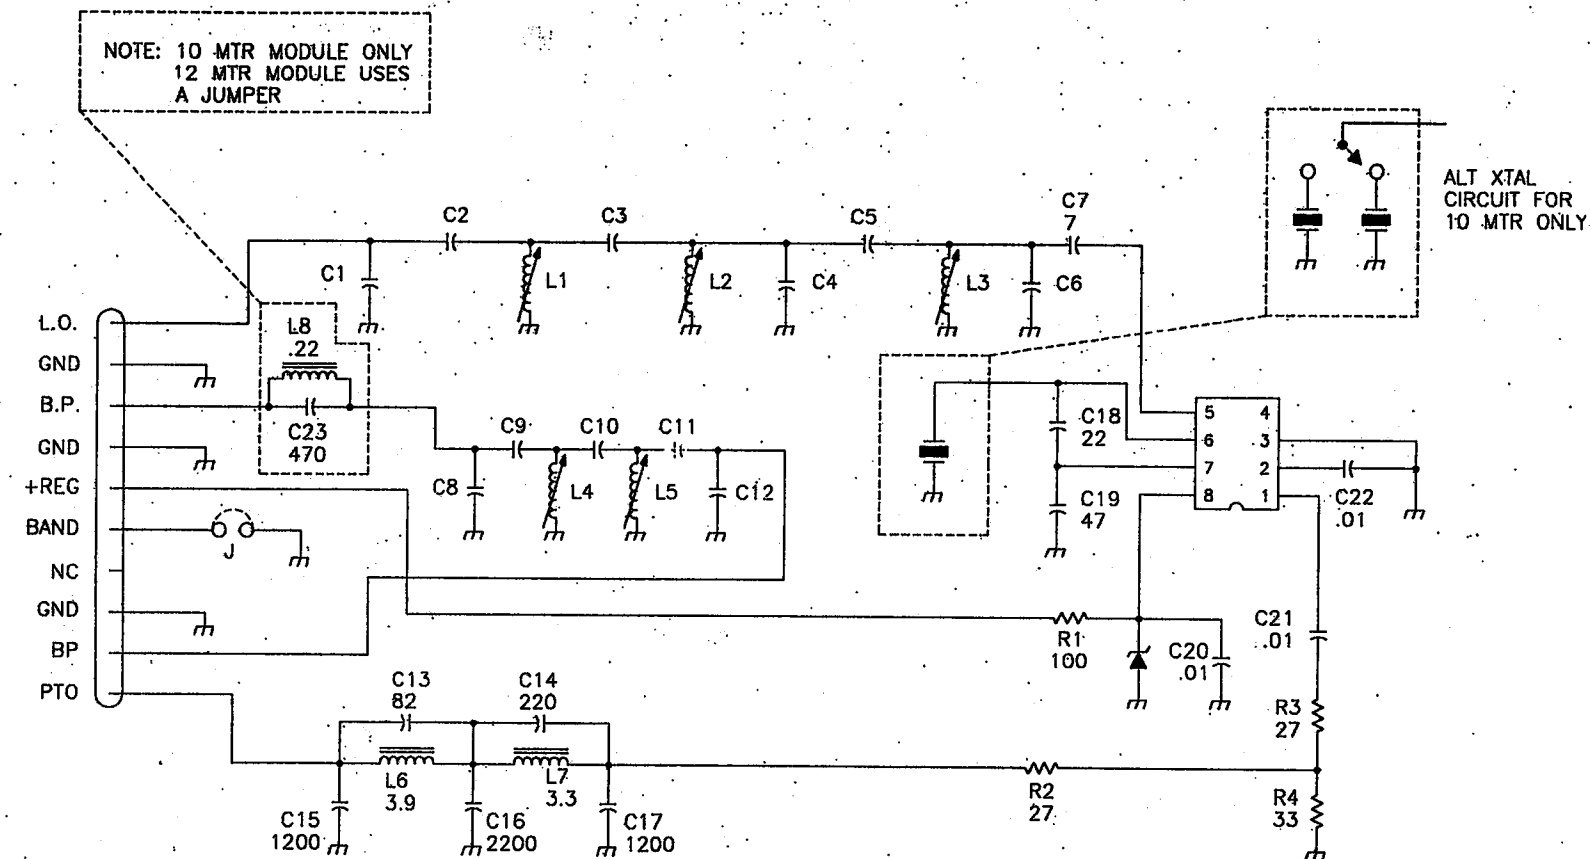 NOTE: 10 MTR MODULE ONLY
12 MTR MODULE USES
A JUMPER
ALT XTAL
CIRCUIT FOR
10 MTR ONLY
C2
C3
C5
C7
7
C1
L1
L2
C4
L3
C6
L.O.
GND
B.P.
GND
+REG
BAND
NC
GND
BP
PTO
L8
.22
C23
470
J
C9
C10
C11
C8
L4
L5
C12
C18
22
C19
47
5 4
6 3
7 2
8 1
C22
.01
R1
100
C20
.01
C21
.01
R3
27
R2
27
R4
33
C13
82
C14
220
L6
3.9
L7
3.3
C15
1200
C16
2200
C17
1200